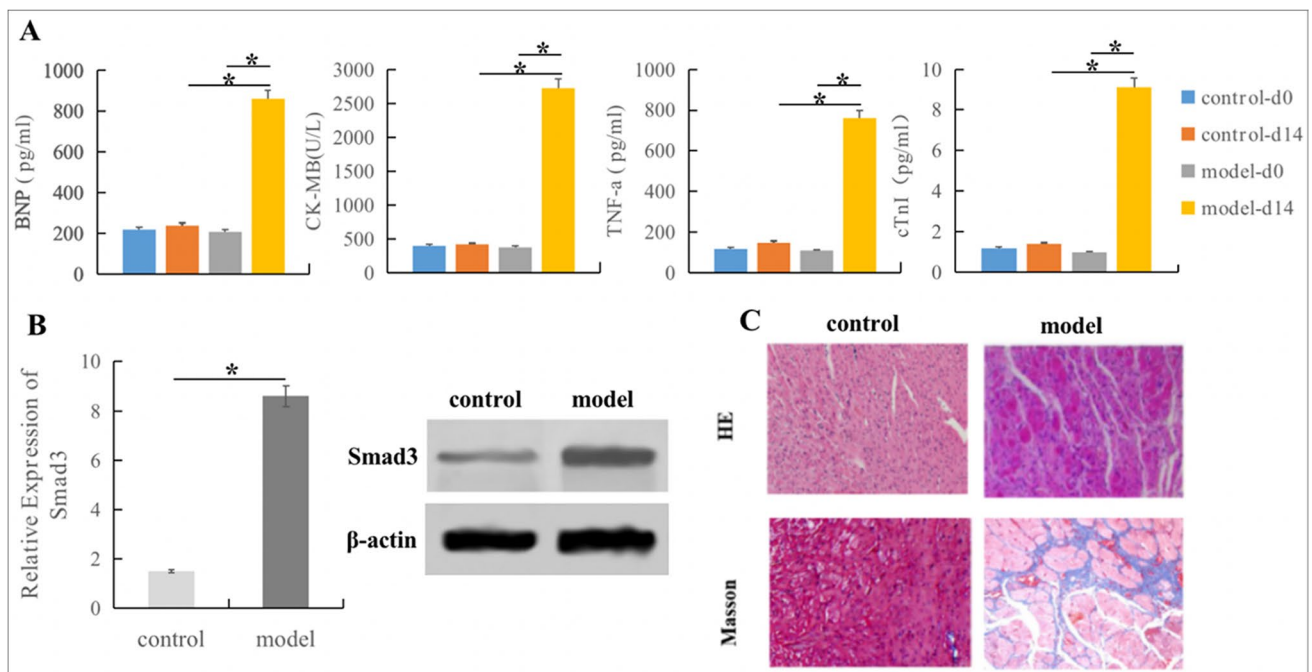 A
*
*
1000
800
600
400
200
0
BNP ( pg/ml)
*
*
3000
2500
2000
1500
1000
500
0
CK-MB(U/L)
*
*
1000
800
600
400
200
0
TNF-a ( pg/ml)
*
*
10
8
6
4
2
0
cTnI (pg/ml)
control-d0
control-d14
model-d0
model-d14
B
10
8
6
4
2
0
Relative Expression of
Smad3
*
control model
control model
Smad3
β-actin
C
control model
HE
Masson